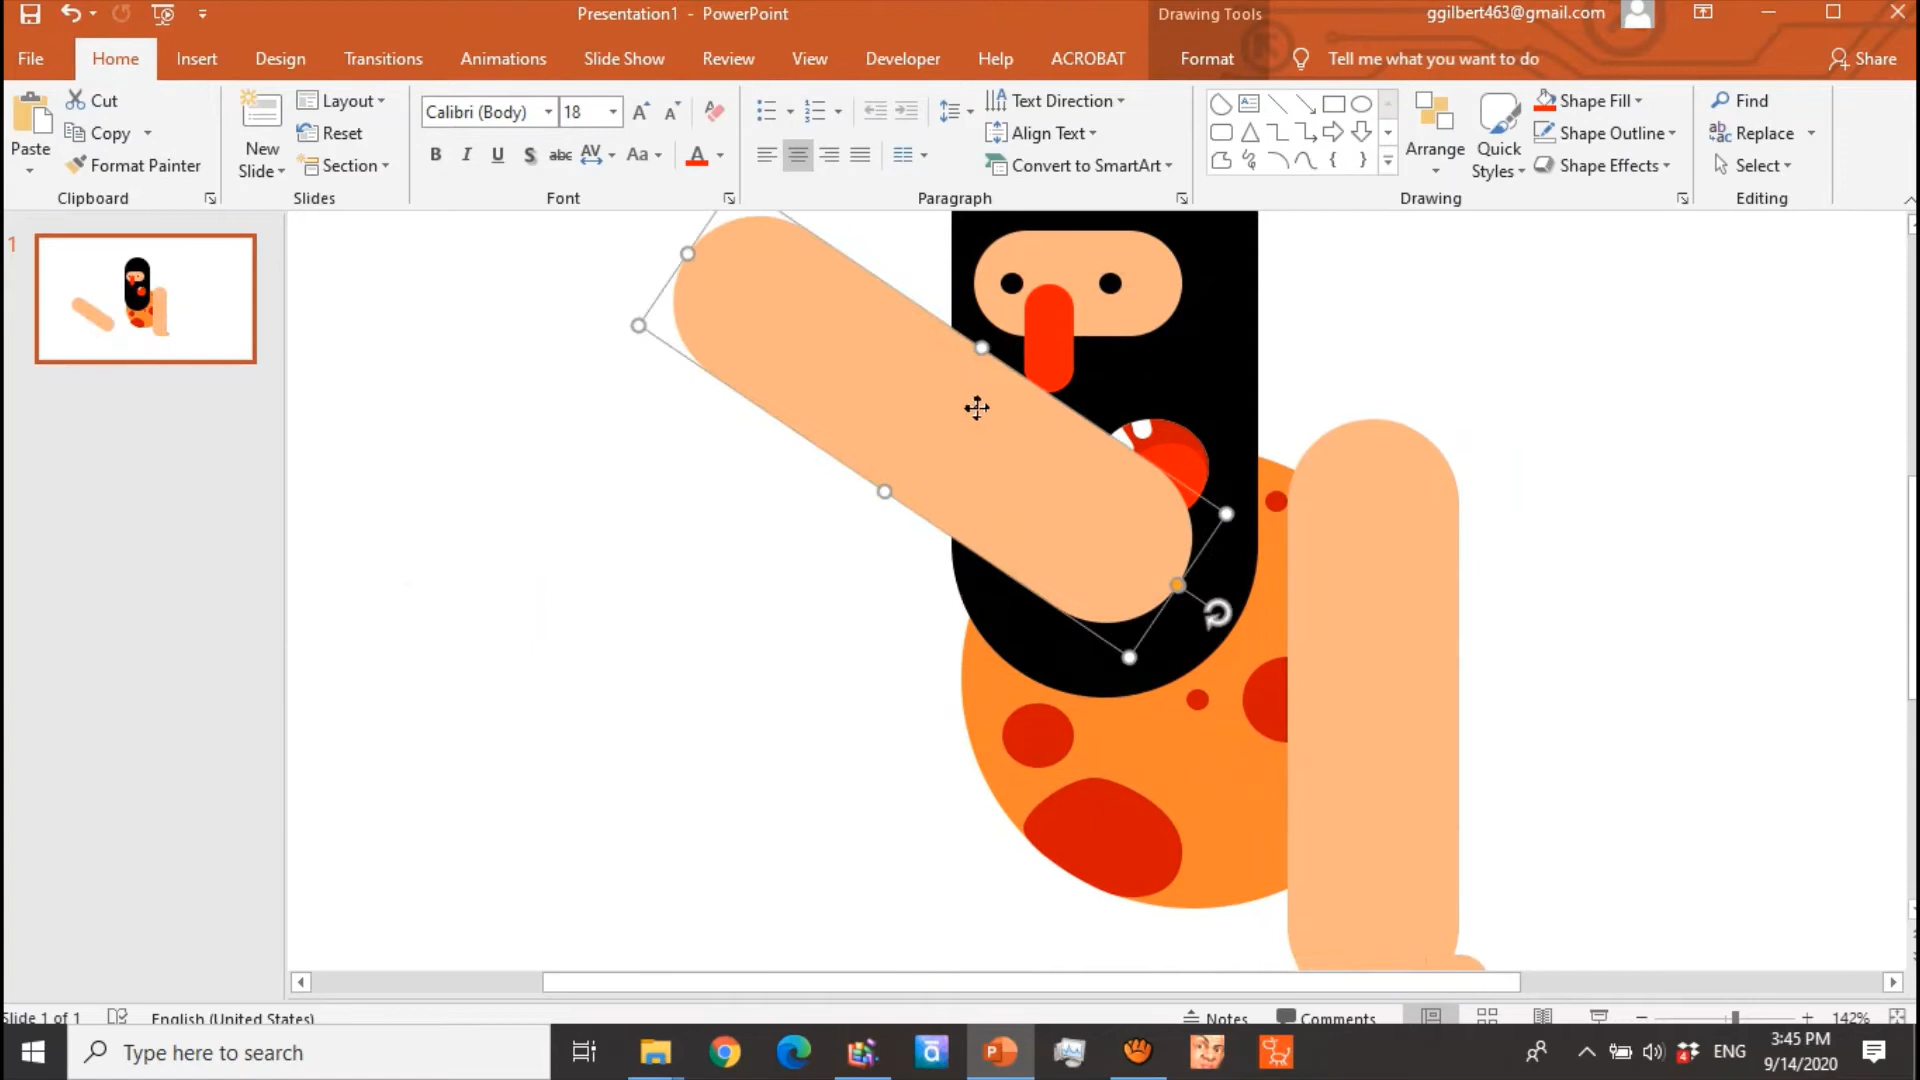 Presentation1 - PowerPoint
Drawing Tools
ggilbert463@gmail.com
File Home Insert Design Transitions Animations Slide Show Review View Developer Help ACROBAT Format Tell me what you want to do Share
Paste
Cut
Copy
Format Painter
Clipboard
New Slide
Layout
Reset
Section
Slides
Calibri (Body) 18
B I U S abc AV Aa A
Font
Text Direction
Align Text
Convert to SmartArt
Paragraph
Arrange
Quick Styles
Shape Fill
Shape Outline
Shape Effects
Drawing
Find
Replace
Select
Editing
1
Slide 1 of 1 English (United States) Notes Comments 142%
Type here to search
ENG
3:45 PM
9/14/2020